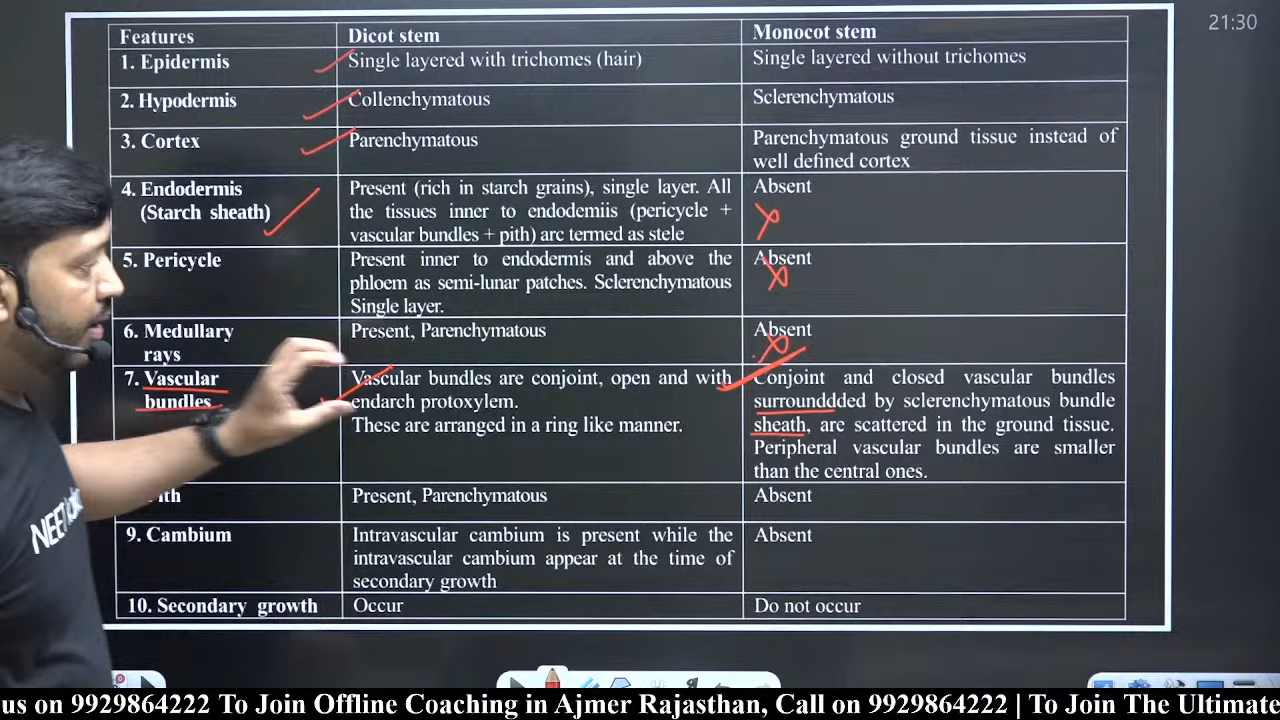 21:30
Features Dicot stem Monocot stem
1. Epidermis Single layered with trichomes (hair) Single layered without trichomes
2. Hypodermis Collenchymatous Sclerenchymatous
3. Cortex Parenchymatous Parenchymatous ground tissue instead of
well defined cortex
4. Endodermis Present (rich in starch grains), single layer. All Absent
(Starch sheath) the tissues inner to endodemiis (pericycle +
vascular bundles + pith) arc termed as stele
5. Pericycle Present inner to endodermis and above the Absent
phloem as semi-lunar patches. Sclerenchymatous
Single layer.
6. Medullary Present, Parenchymatous Absent
rays
7. Vascular Vascular bundles are conjoint, open and with Conjoint and closed vascular bundles
bundles endarch protoxylem. surroundded by sclerenchymatous bundle
These are arranged in a ring like manner. sheath, are scattered in the ground tissue.
Peripheral vascular bundles are smaller
than the central ones.
Present, Parenchymatous Absent
9. Cambium Intravascular cambium is present while the Absent
intravascular cambium appear at the time of
secondary growth
10. Secondary growth Occur Do not occur
NEET
us on 9929864222 To Join Offline Coaching in Ajmer Rajasthan, Call on 9929864222 | To Join The Ultimate